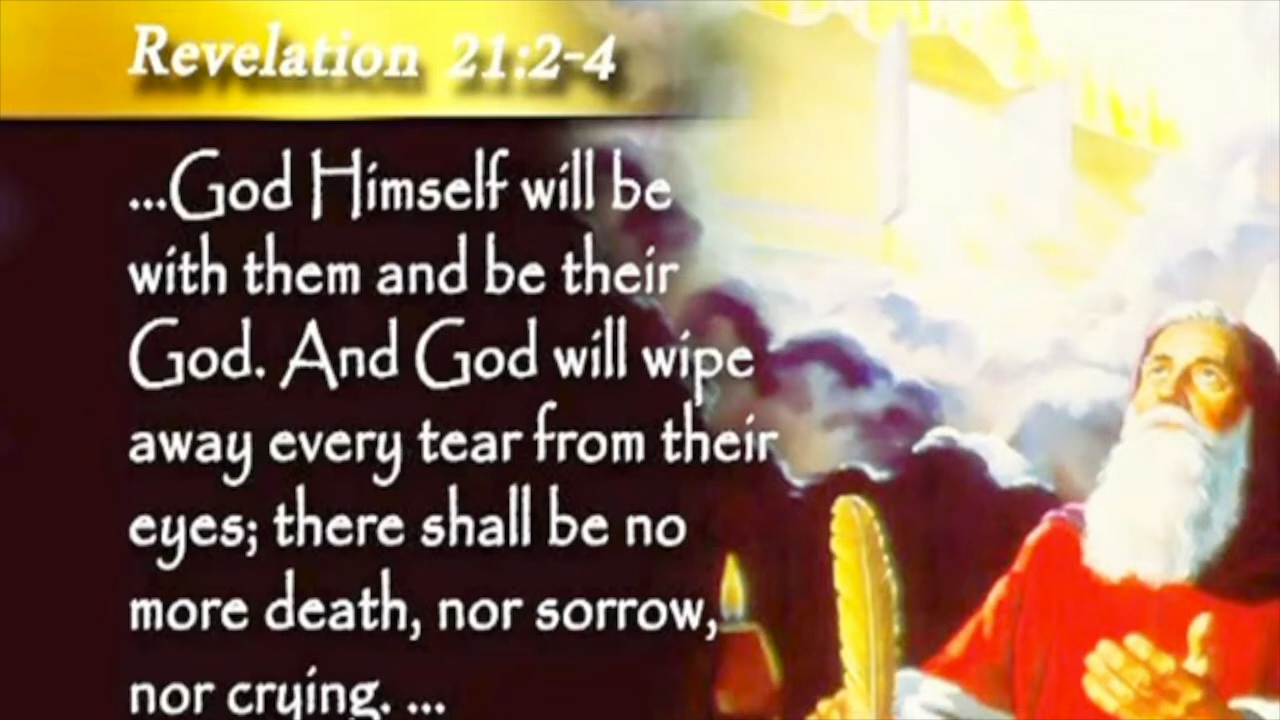 Revelation 21:2-4
...God Himself will be
with them and be their
God. And God will wipe
away every tear from their
eyes; there shall be no
more death, nor sorrow,
nor crying. ...